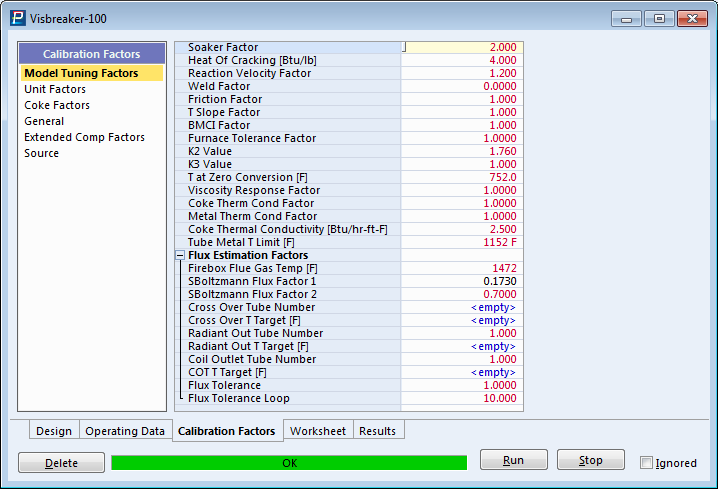 Visbreaker-100
Calibration Factors
Model Tuning Factors
Unit Factors
Coke Factors
General
Extended Comp Factors
Source
Soaker Factor 2.000
Heat Of Cracking [Btu/lb] 4.000
Reaction Velocity Factor 1.200
Weld Factor 0.0000
Friction Factor 1.000
T Slope Factor 1.000
BMCI Factor 1.000
Furnace Tolerance Factor 1.0000
K2 Value 1.760
K3 Value 1.000
T at Zero Conversion [F] 752.0
Viscosity Response Factor 1.0000
Coke Therm Cond Factor 1.0000
Metal Therm Cond Factor 1.0000
Coke Thermal Conductivity [Btu/hr-ft-F] 2.500
Tube Metal T Limit [F] 1152 F
Flux Estimation Factors
Firebox Flue Gas Temp [F] 1472
SBoltzmann Flux Factor 1 0.1730
SBoltzmann Flux Factor 2 0.7000
Cross Over Tube Number <empty>
Cross Over T Target [F] <empty>
Radiant Out Tube Number 1.000
Radiant Out T Target [F] <empty>
Coil Outlet Tube Number 1.000
COT T Target [F] <empty>
Flux Tolerance 1.0000
Flux Tolerance Loop 10.000
Design Operating Data Calibration Factors Worksheet Results
Delete OK Run Stop Ignored